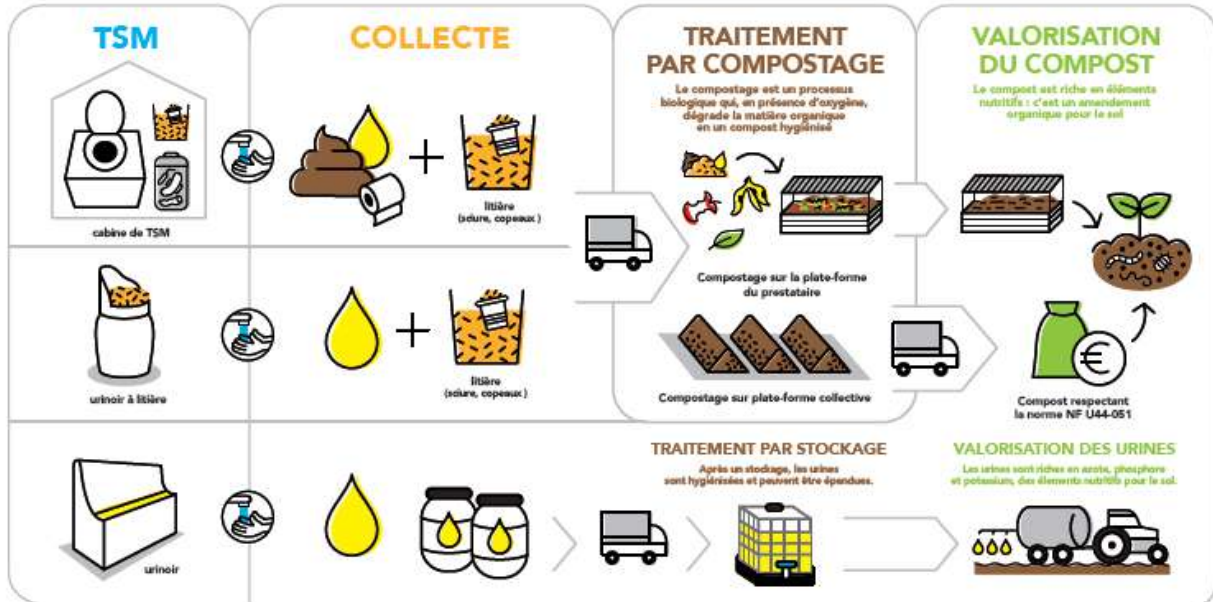 TSM
COLLECTE
TRAITEMENT
PAR COMPOSTAGE
Le compostage est un processus
biologique qui, en présence d'oxygène,
dégrade la matière organique
en un compost hygiénisé
VALORISATION
DU COMPOST
Le compost est riche en éléments
nutritifs : c'est un amendement
organique pour le sol
cabine de TSM
litière
(sciure, copeaux )
Compostage sur la plate-forme
du prestataire
urinoir à litière
litière
(sciure, copeaux )
Compostage sur plate-forme collective
€
Compost respectant
la norme NF U44-051
urinoir
TRAITEMENT PAR STOCKAGE
Après un stockage, les urines
sont hygiénisées et peuvent être épandues.
VALORISATION DES URINES
Les urines sont riches en azote, phosphore
et potassium, des élements nutritifs pour le sol.